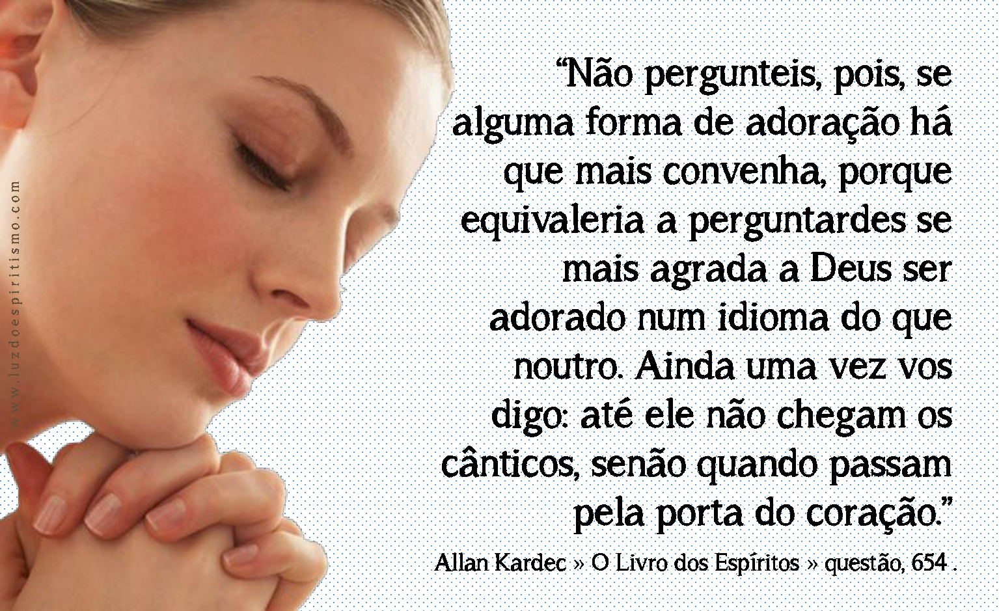 “Não pergunteis, pois, se
alguma forma de adoração há
que mais convenha, porque
equivaleria a perguntardes se
mais agrada a Deus ser
adorado num idioma do que
noutro. Ainda uma vez vos
digo: até ele não chegam os
cânticos, senão quando passam
pela porta do coração.”
Allan Kardec » O Livro dos Espíritos » questão, 654 .
www.luzdoespiritismo.com